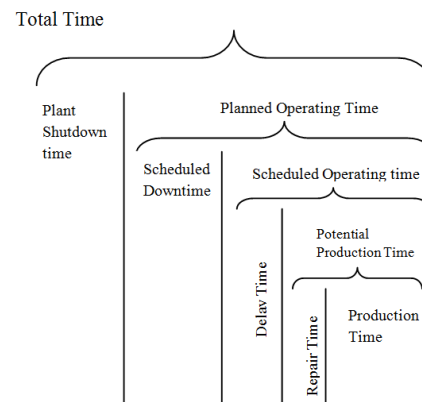 Total Time
Plant
Shutdown
time
Planned Operating Time
Scheduled
Downtime
Scheduled Operating time
Delay Time
Potential
Production Time
Repair Time
Production
Time